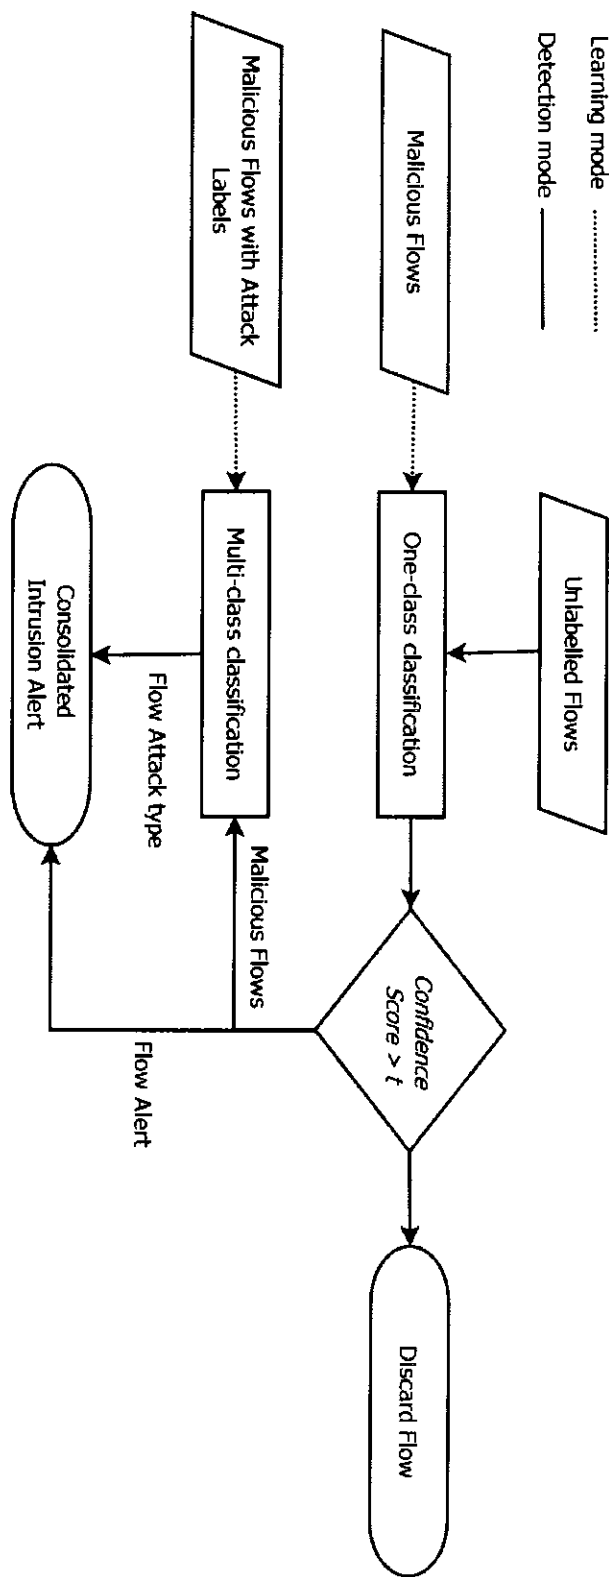 Learning mode
Detection mode
Unlabelled Flows
Malicious Flows
One-class classification
Confidence
Score > t
Discard Flow
Malicious Flows
Malicious Flows with Attack
Labels
Multi-class classification
Flow Attack type
Flow Alert
Consolidated
Intrusion Alert